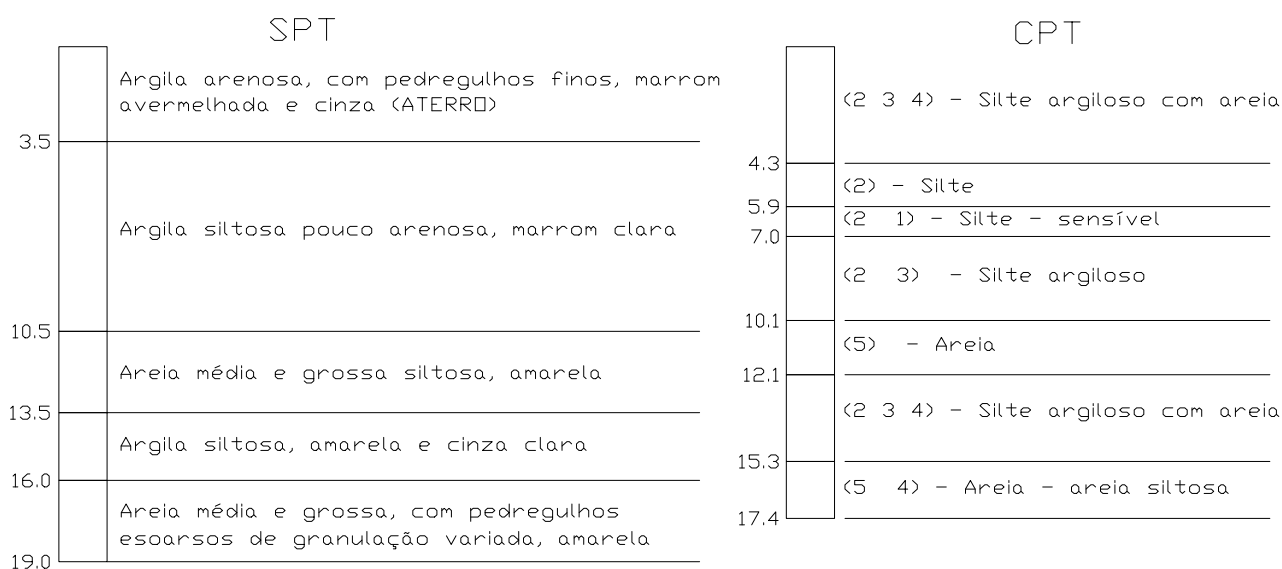 SPT
Argila arenosa, com pedregulhos finos, marrom
avermelhada e cinza (ATERRO)
3.5
Argila siltosa pouco arenosa, marrom clara
10.5
Areia média e grossa siltosa, amarela
13.5
Argila siltosa, amarela e cinza clara
16.0
Areia média e grossa, com pedregulhos
esoarsos de granulação variada, amarela
19.0
CPT
(2 3 4) - Silte argiloso com areia
4.3
(2) - Silte
5.9
(2 1) - Silte - sensível
7.0
(2 3) - Silte argiloso
10.1
(5) - Areia
12.1
(2 3 4) - Silte argiloso com areia
15.3
(5 4) - Areia - areia siltosa
17.4